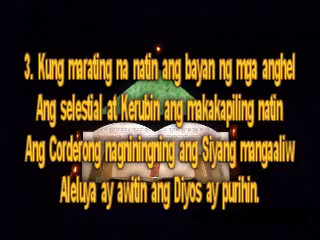 3. Kung marating na natin ang bayan ng mga anghel
Ang selestial at Kerubin ang makakapiling natin
Ang Corderong nagniningning ang Siyang mangaaliw
Aleluya ay awitin ang Diyos ay purihin.